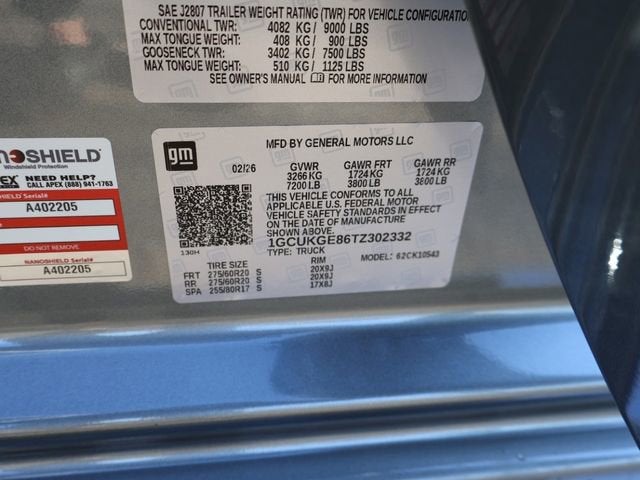 SAE J2807 TRAILER WEIGHT RATING (TWR) FOR VEHICLE CONFIGURATION
CONVENTIONAL TWR: 4082 KG / 9000 LBS
MAX TONGUE WEIGHT: 408 KG / 900 LBS
GOOSENECK TWR: 3402 KG / 7500 LBS
MAX TONGUE WEIGHT: 510 KG / 1125 LBS
SEE OWNER'S MANUAL FOR MORE INFORMATION
gm
MFD BY GENERAL MOTORS LLC
02/26 GVWR GAWR FRT GAWR RR
3266 KG 1724 KG 1724 KG
7200 LB 3800 LB 3800 LB
THIS VEHICLE CONFORMS TO ALL
APPLICABLE U.S. FEDERAL MOTOR
VEHICLE SAFETY STANDARDS IN EFFECT
ON THE DATE OF MANUFACTURE
SHOWN ABOVE.
1GCUKGE86TZ302332
130H
TYPE: TRUCK MODEL: 62CK10543
TIRE SIZE RIM
FRT 275/60R20 S 20X9J
RR 275/60R20 S 20X9J
SPA 255/80R17 S 17X8J
NOSHIELD
Windshield Protection
PEX NEED HELP?
CALL APEX (888) 941-1763
SHIELD Serial#
A402205
DO NOT REMOVE
NANOSHIELD Serial#
A402205